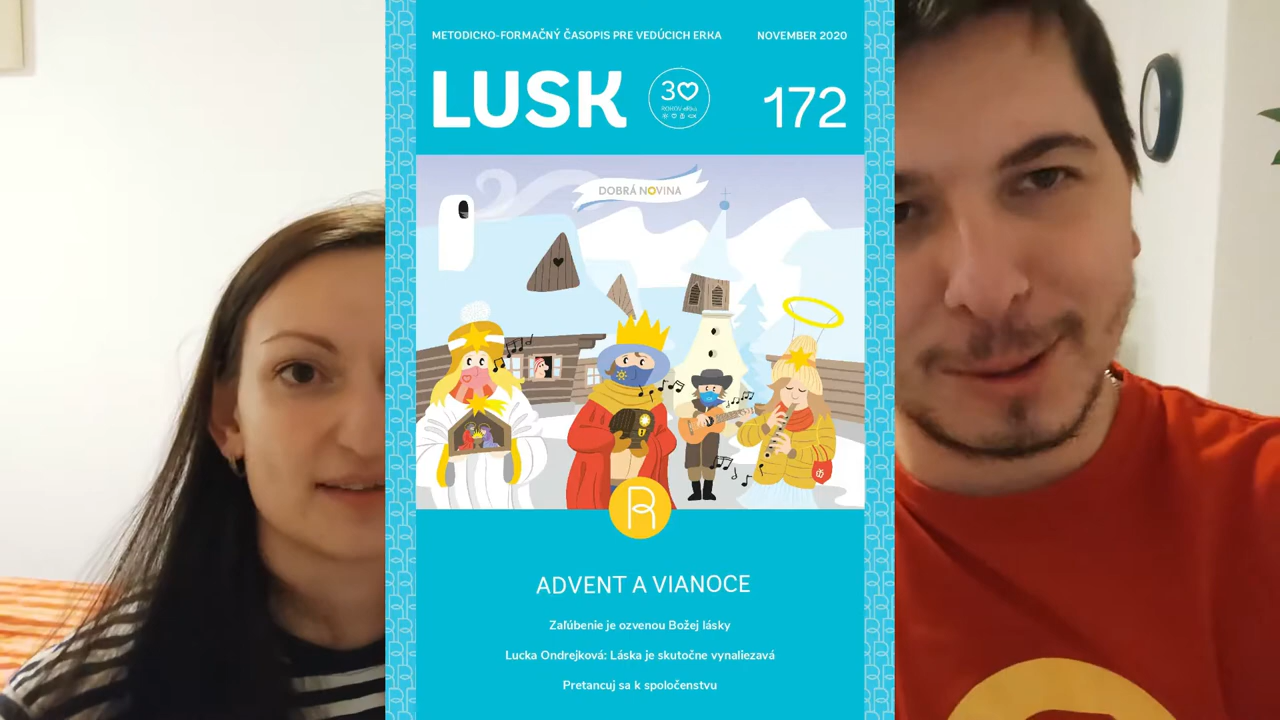 METODICKO-FORMAČNÝ ČASOPIS PRE VEDÚCICH ERKA
NOVEMBER 2020
LUSK
30
172
DOBRÁ NOVINA
R
ADVENT A VIANOCE
Zaľúbenie je ozvenou Božej lásky
Lucka Ondrejková: Láska je skutočne vynaliezavá
Pretancuj sa k spoločenstvu